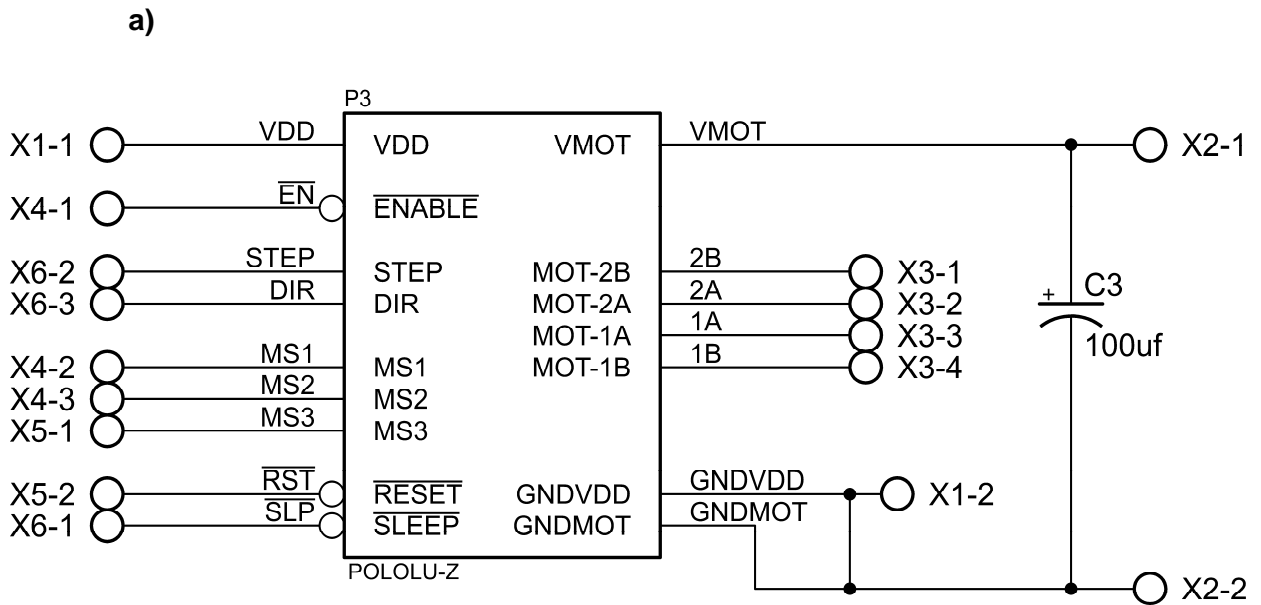 a)
P3
X1-1 VDD VDD VMOT VMOT X2-1
X4-1 EN ENABLE
X6-2 STEP STEP MOT-2B 2B X3-1
X6-3 DIR DIR MOT-2A 2A X3-2
MOT-1A 1A X3-3
X4-2 MS1 MS1 MOT-1B 1B X3-4
X4-3 MS2 MS2
X5-1 MS3 MS3
+ C3
100uf
X5-2 RST RESET GNDVDD GNDVDD X1-2
X6-1 SLP SLEEP GNDMOT GNDMOT
POLOLU-Z
X2-2